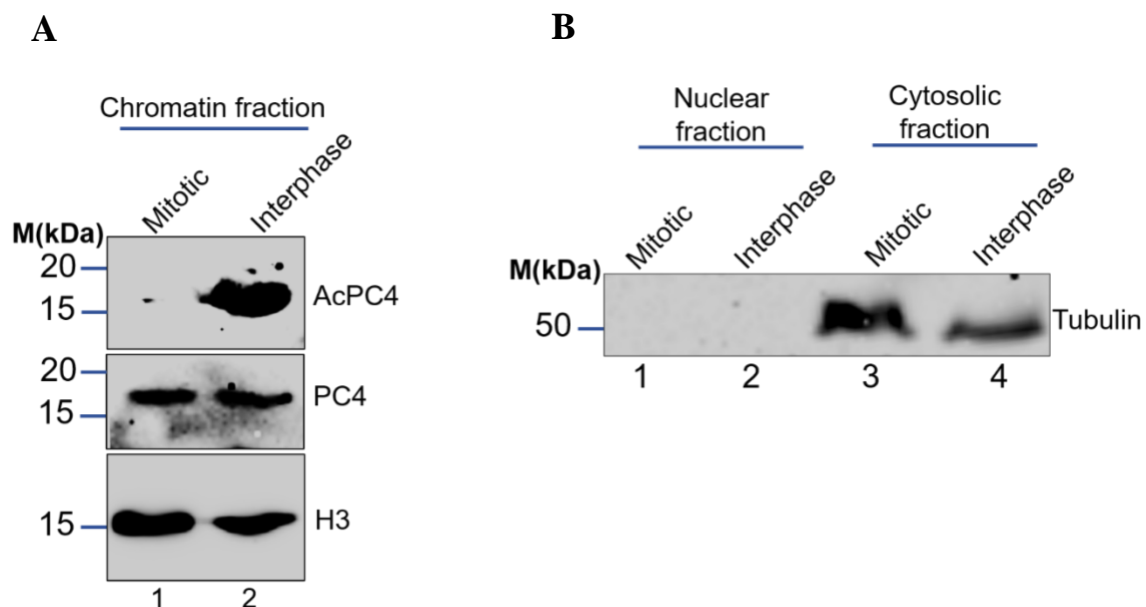 A
Chromatin fraction
Mitotic
Interphase
M(kDa)
20
15
AcPC4
20
15
PC4
15
H3
1
2
B
Nuclear
fraction
Cytosolic
fraction
Mitotic
Interphase
Mitotic
Interphase
M(kDa)
50
Tubulin
1
2
3
4